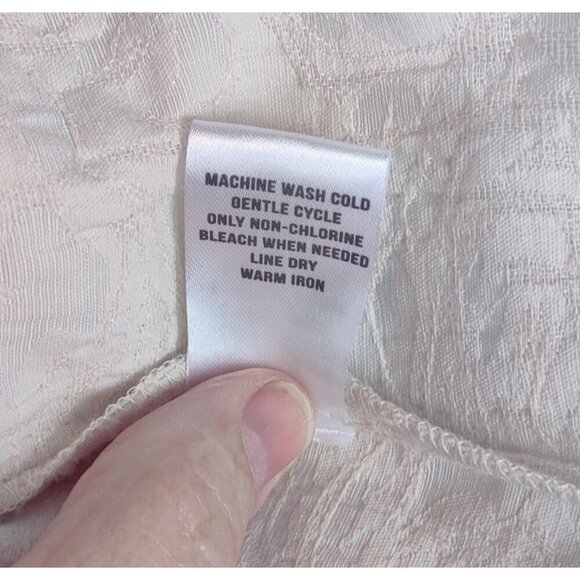 MACHINE WASH COLD
GENTLE CYCLE
ONLY NON-CHLORINE
BLEACH WHEN NEEDED
LINE DRY
WARM IRON